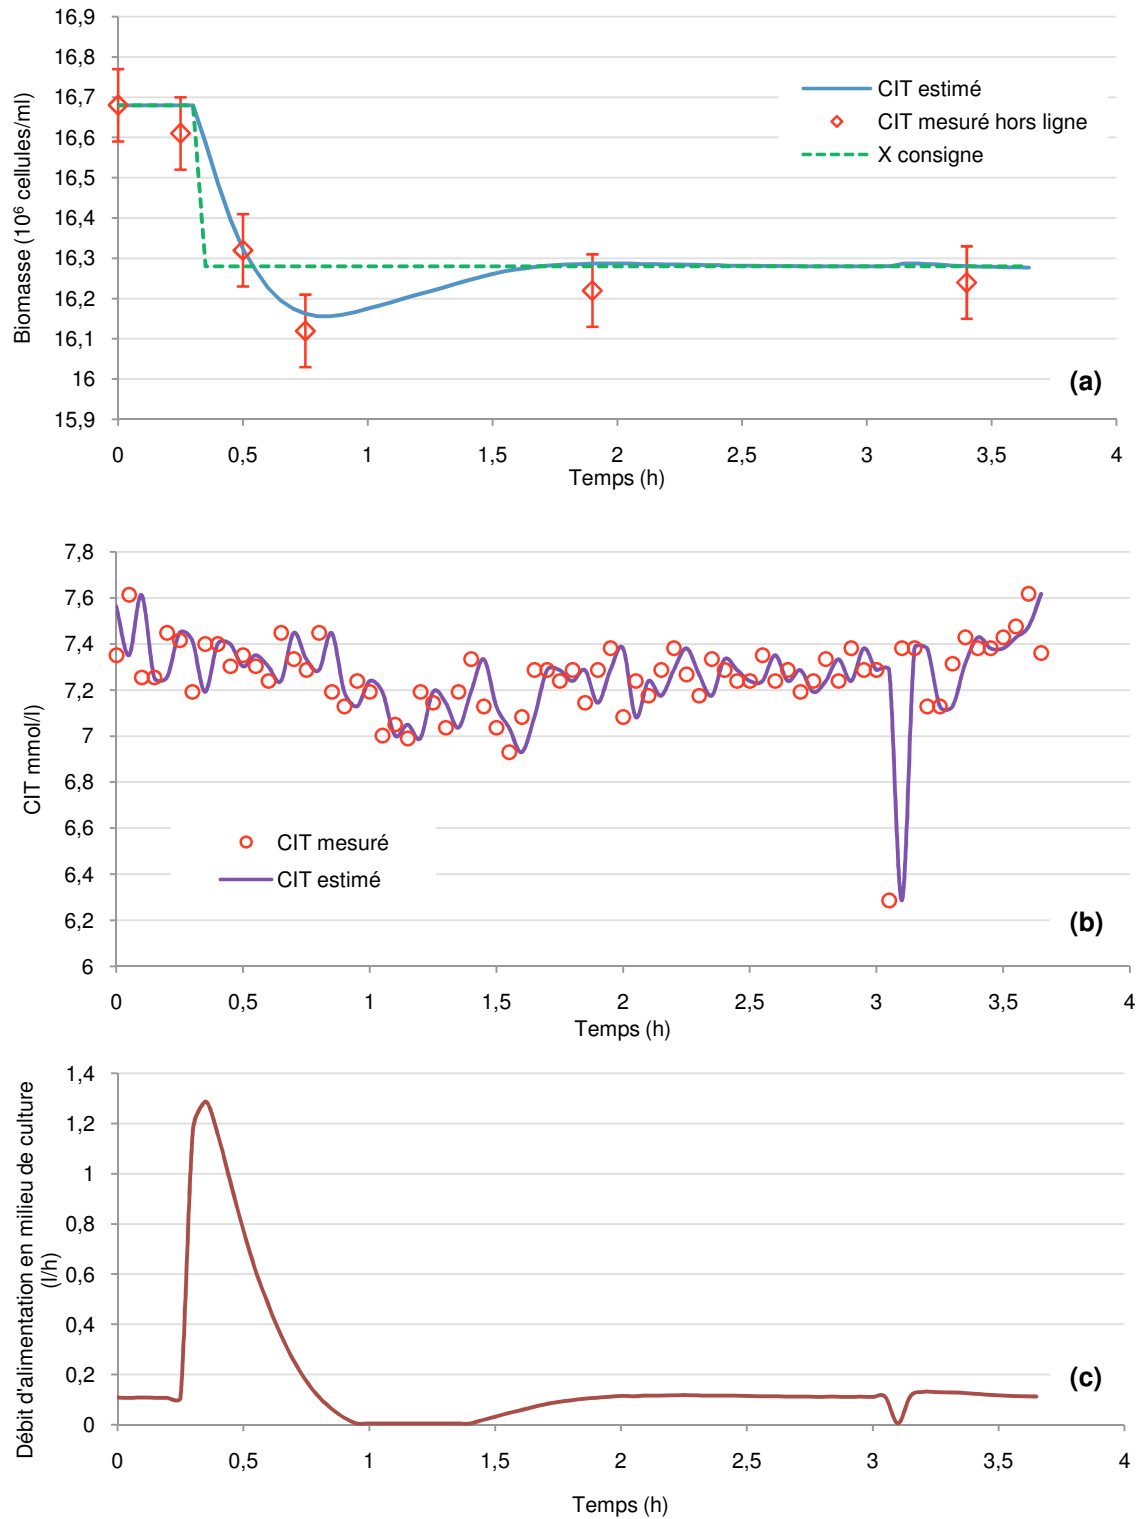 16,9
16,8
16,7
16,6
16,5
16,4
16,3
16,2
16,1
16
15,9
Biomasse (10⁶ cellules/ml)
CIT estimé
CIT mesuré hors ligne
X consigne
(a)
0 0,5 1 1,5 2 2,5 3 3,5 4
Temps (h)
7,8
7,6
7,4
7,2
7
6,8
6,6
6,4
6,2
6
CIT mmol/l
CIT mesuré
CIT estimé
(b)
0 0,5 1 1,5 2 2,5 3 3,5 4
Temps (h)
1,4
1,2
1
0,8
0,6
0,4
0,2
0
Débit d'alimentation en milieu de culture
(l/h)
(c)
0 0,5 1 1,5 2 2,5 3 3,5 4
Temps (h)